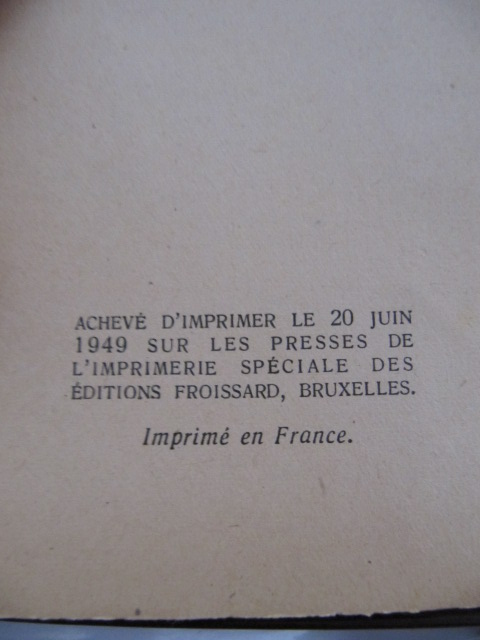 ACHEVÉ D'IMPRIMER LE 20 JUIN
1949 SUR LES PRESSES DE
L'IMPRIMERIE SPÉCIALE DES
ÉDITIONS FROISSARD, BRUXELLES.
Imprimé en France.